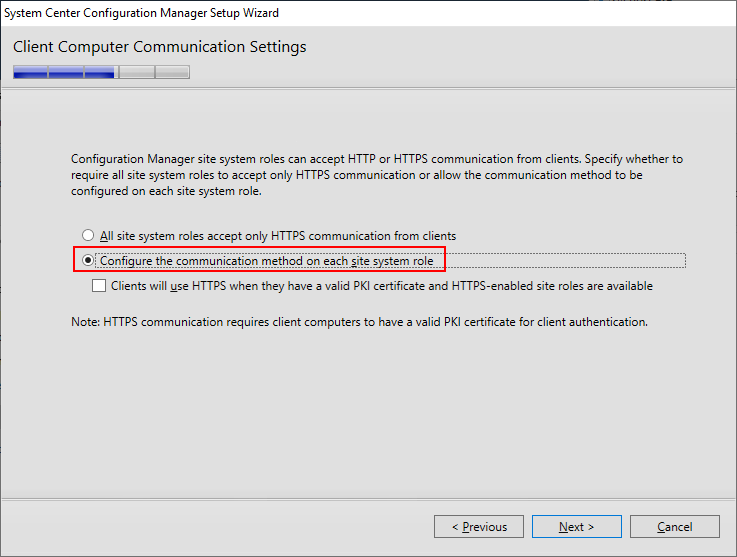 System Center Configuration Manager Setup Wizard
Client Computer Communication Settings
Configuration Manager site system roles can accept HTTP or HTTPS communication from clients. Specify whether to
require all site system roles to accept only HTTPS communication or allow the communication method to be
configured on each site system role.
All site system roles accept only HTTPS communication from clients
Configure the communication method on each site system role
Clients will use HTTPS when they have a valid PKI certificate and HTTPS-enabled site roles are available
Note: HTTPS communication requires client computers to have a valid PKI certificate for client authentication.
< Previous
Next >
Cancel